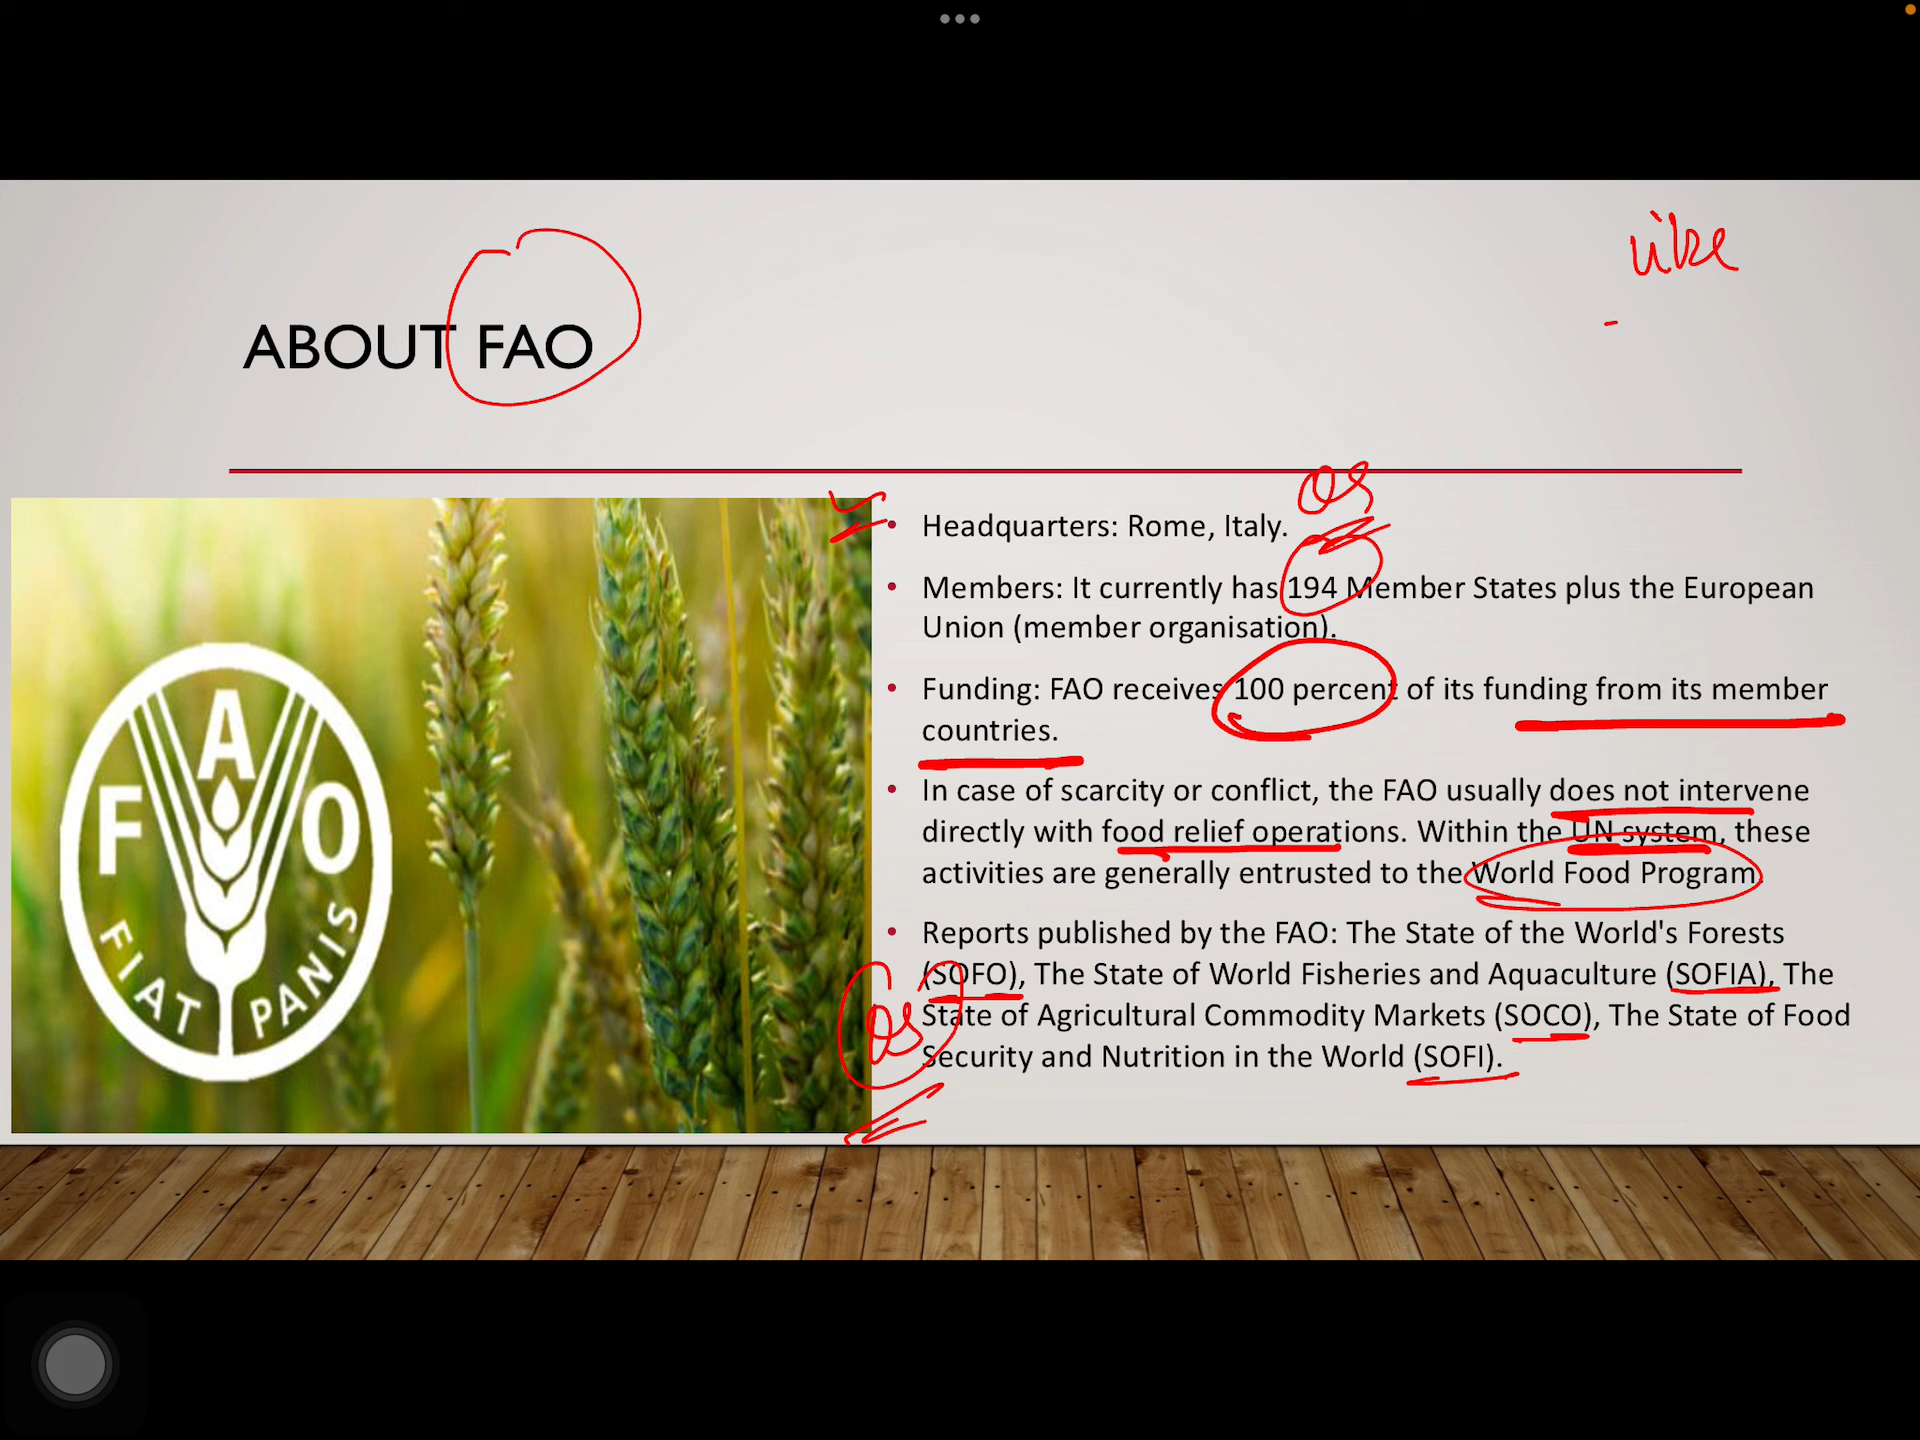 ABOUT FAO
FAO
FIAT PANIS
• Headquarters: Rome, Italy.
• Members: It currently has 194 Member States plus the European
Union (member organisation).
• Funding: FAO receives 100 percent of its funding from its member
countries.
• In case of scarcity or conflict, the FAO usually does not intervene
directly with food relief operations. Within the UN system, these
activities are generally entrusted to the World Food Program.
• Reports published by the FAO: The State of the World's Forests
(SOFO), The State of World Fisheries and Aquaculture (SOFIA), The
State of Agricultural Commodity Markets (SOCO), The State of Food
Security and Nutrition in the World (SOFI).